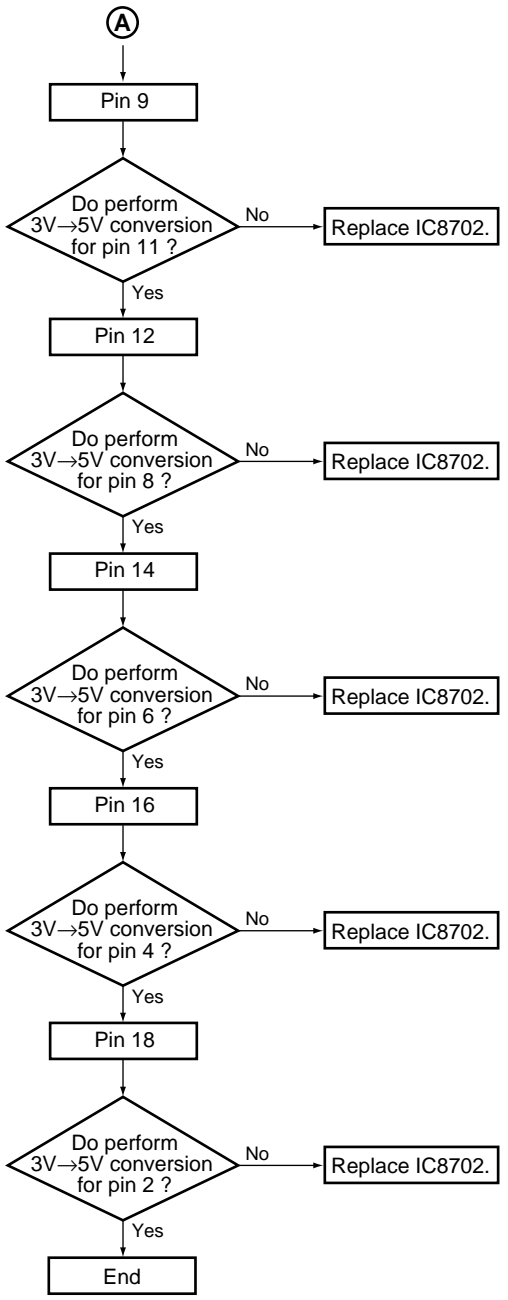 A
Pin 9
Do perform
3V→5V conversion
for pin 11 ?
No
Replace IC8702.
Yes
Pin 12
Do perform
3V→5V conversion
for pin 8 ?
No
Replace IC8702.
Yes
Pin 14
Do perform
3V→5V conversion
for pin 6 ?
No
Replace IC8702.
Yes
Pin 16
Do perform
3V→5V conversion
for pin 4 ?
No
Replace IC8702.
Yes
Pin 18
Do perform
3V→5V conversion
for pin 2 ?
No
Replace IC8702.
Yes
End